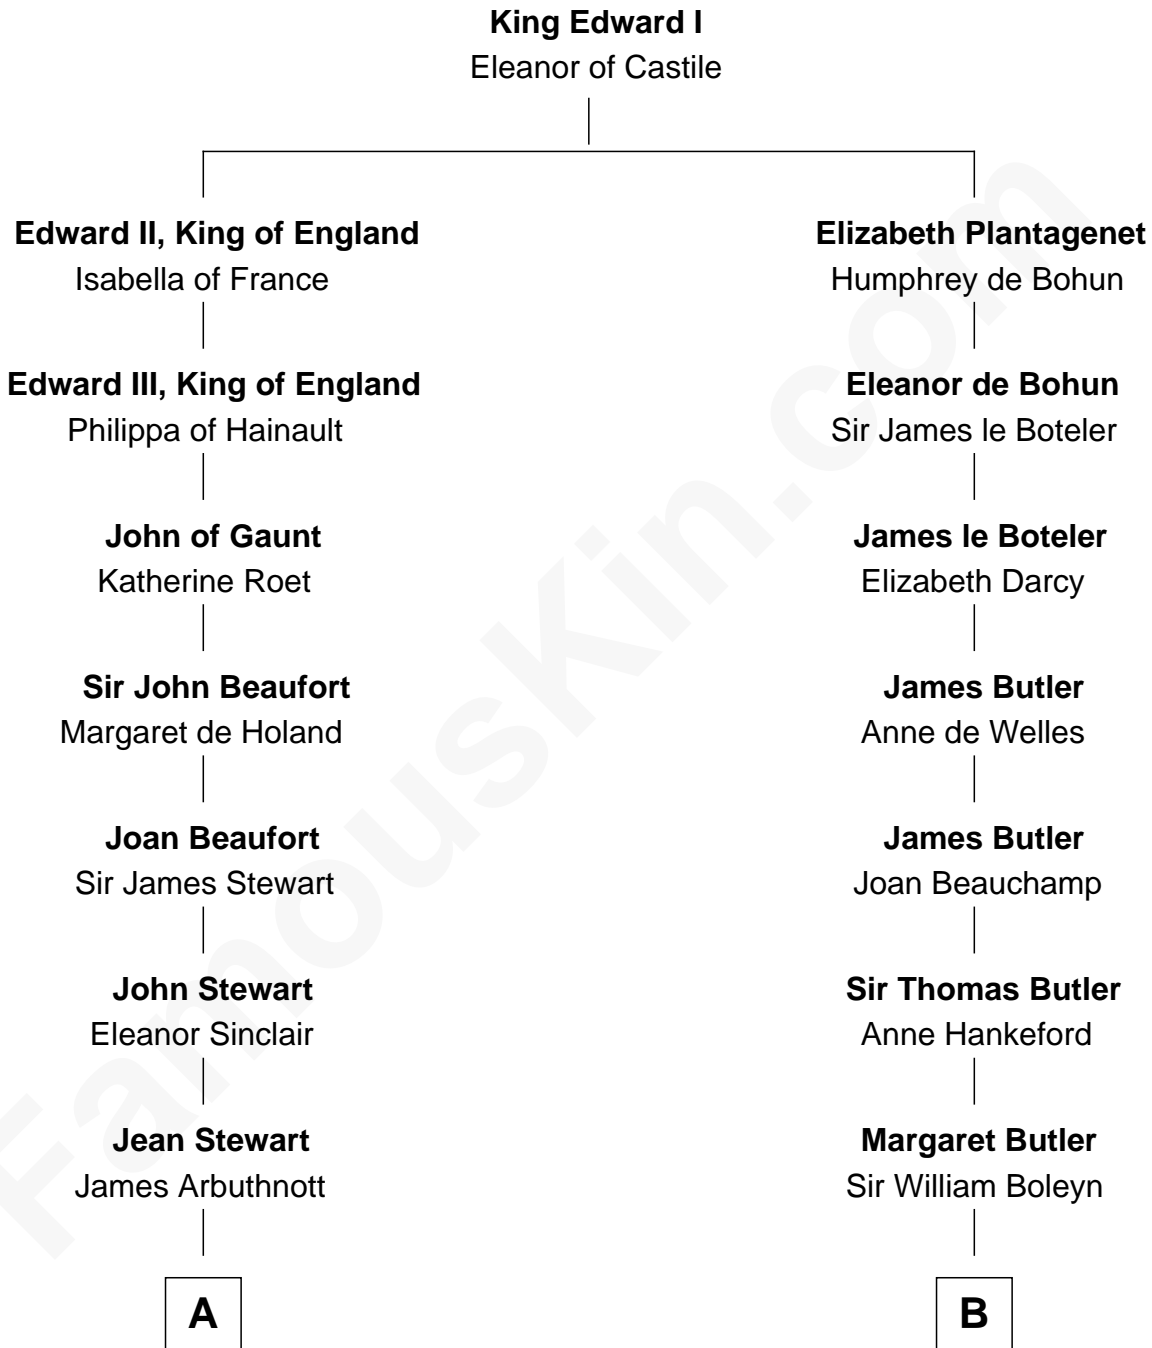 King Edward I
Eleanor of Castile
Edward II, King of England
Isabella of France
Edward III, King of England
Philippa of Hainault
John of Gaunt
Katherine Roet
Sir John Beaufort
Margaret de Holand
Joan Beaufort
Sir James Stewart
John Stewart
Eleanor Sinclair
Jean Stewart
James Arbuthnott
A
Elizabeth Plantagenet
Humphrey de Bohun
Eleanor de Bohun
Sir James le Boteler
James le Boteler
Elizabeth Darcy
James Butler
Anne de Welles
James Butler
Joan Beauchamp
Sir Thomas Butler
Anne Hankeford
Margaret Butler
Sir William Boleyn
B
FamousKin.com